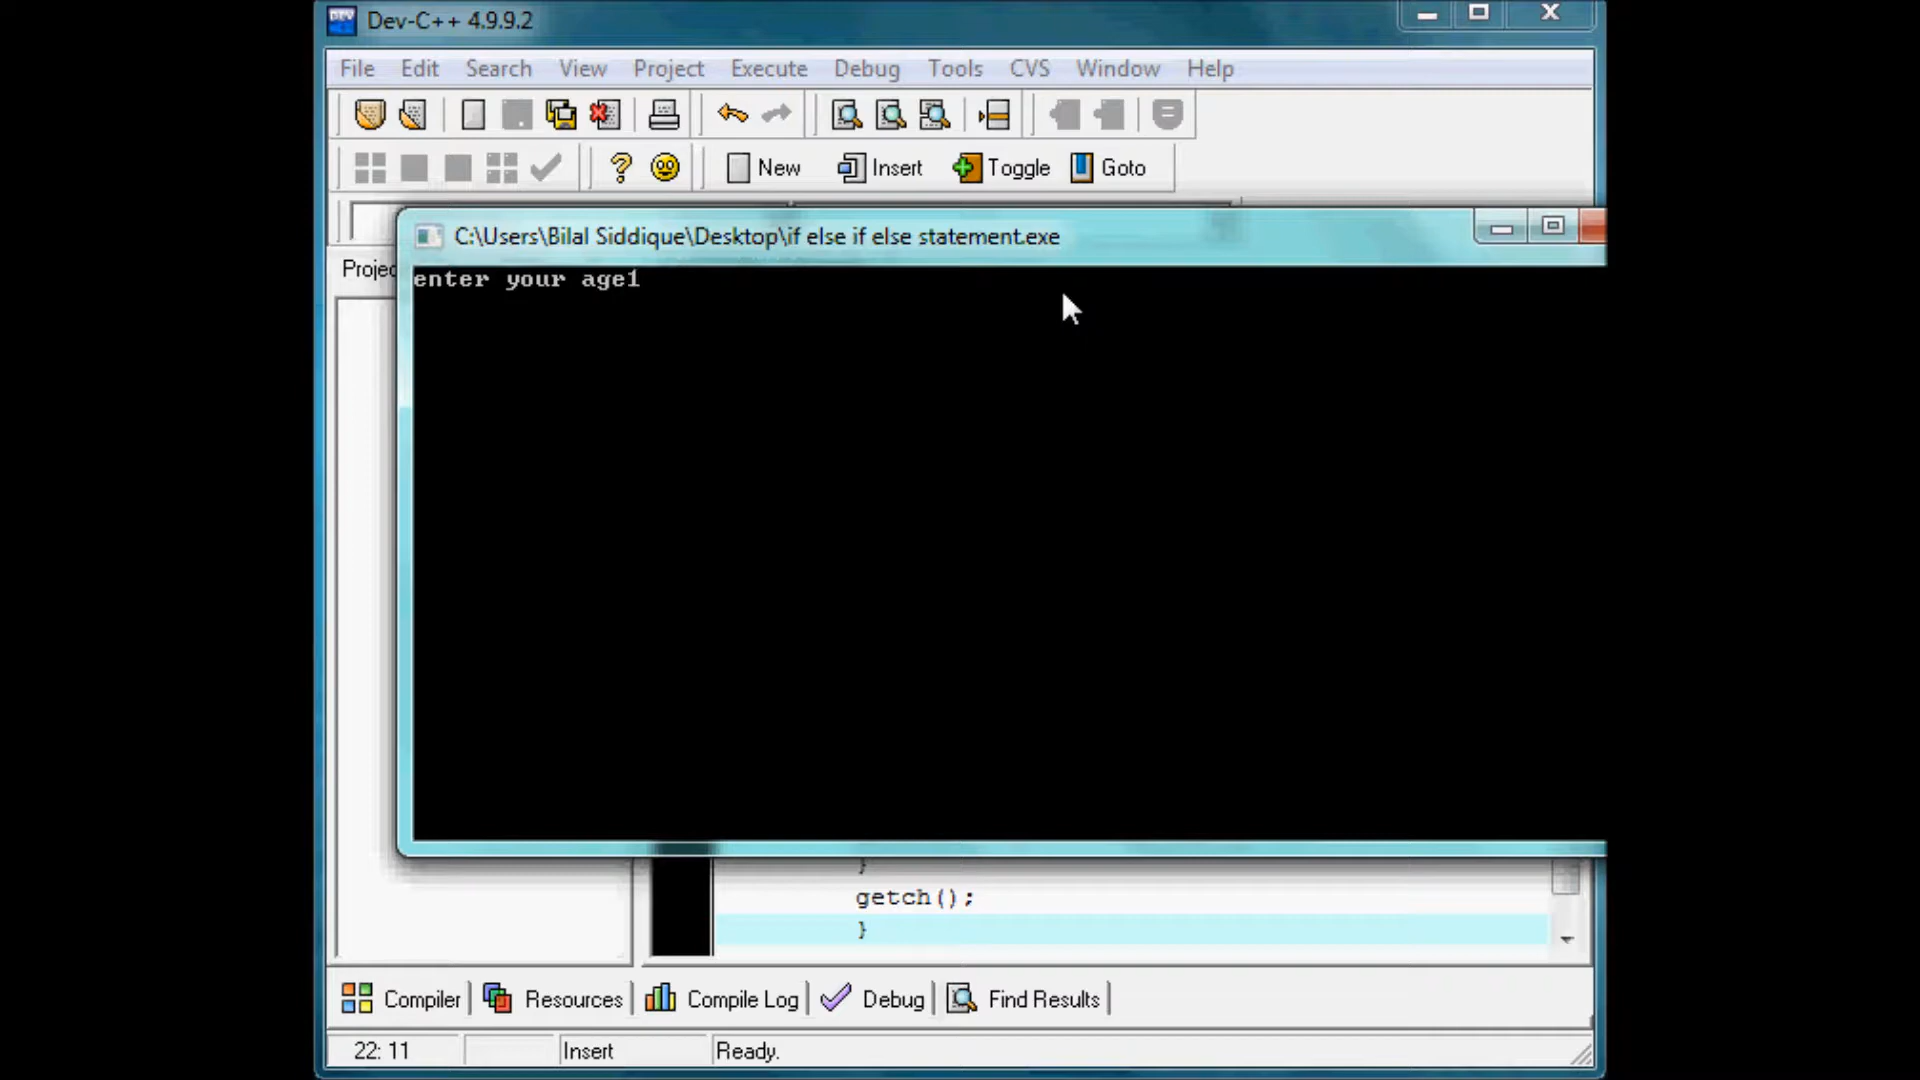 Dev-C++ 4.9.9.2
File Edit Search View Project Execute Debug Tools CVS Window Help
New Insert Toggle Goto
C:\Users\Bilal Siddique\Desktop\if else if else statement.exe
Projec
enter your age1
}
getch();
}
Compiler Resources Compile Log Debug Find Results
22: 11 Insert Ready.